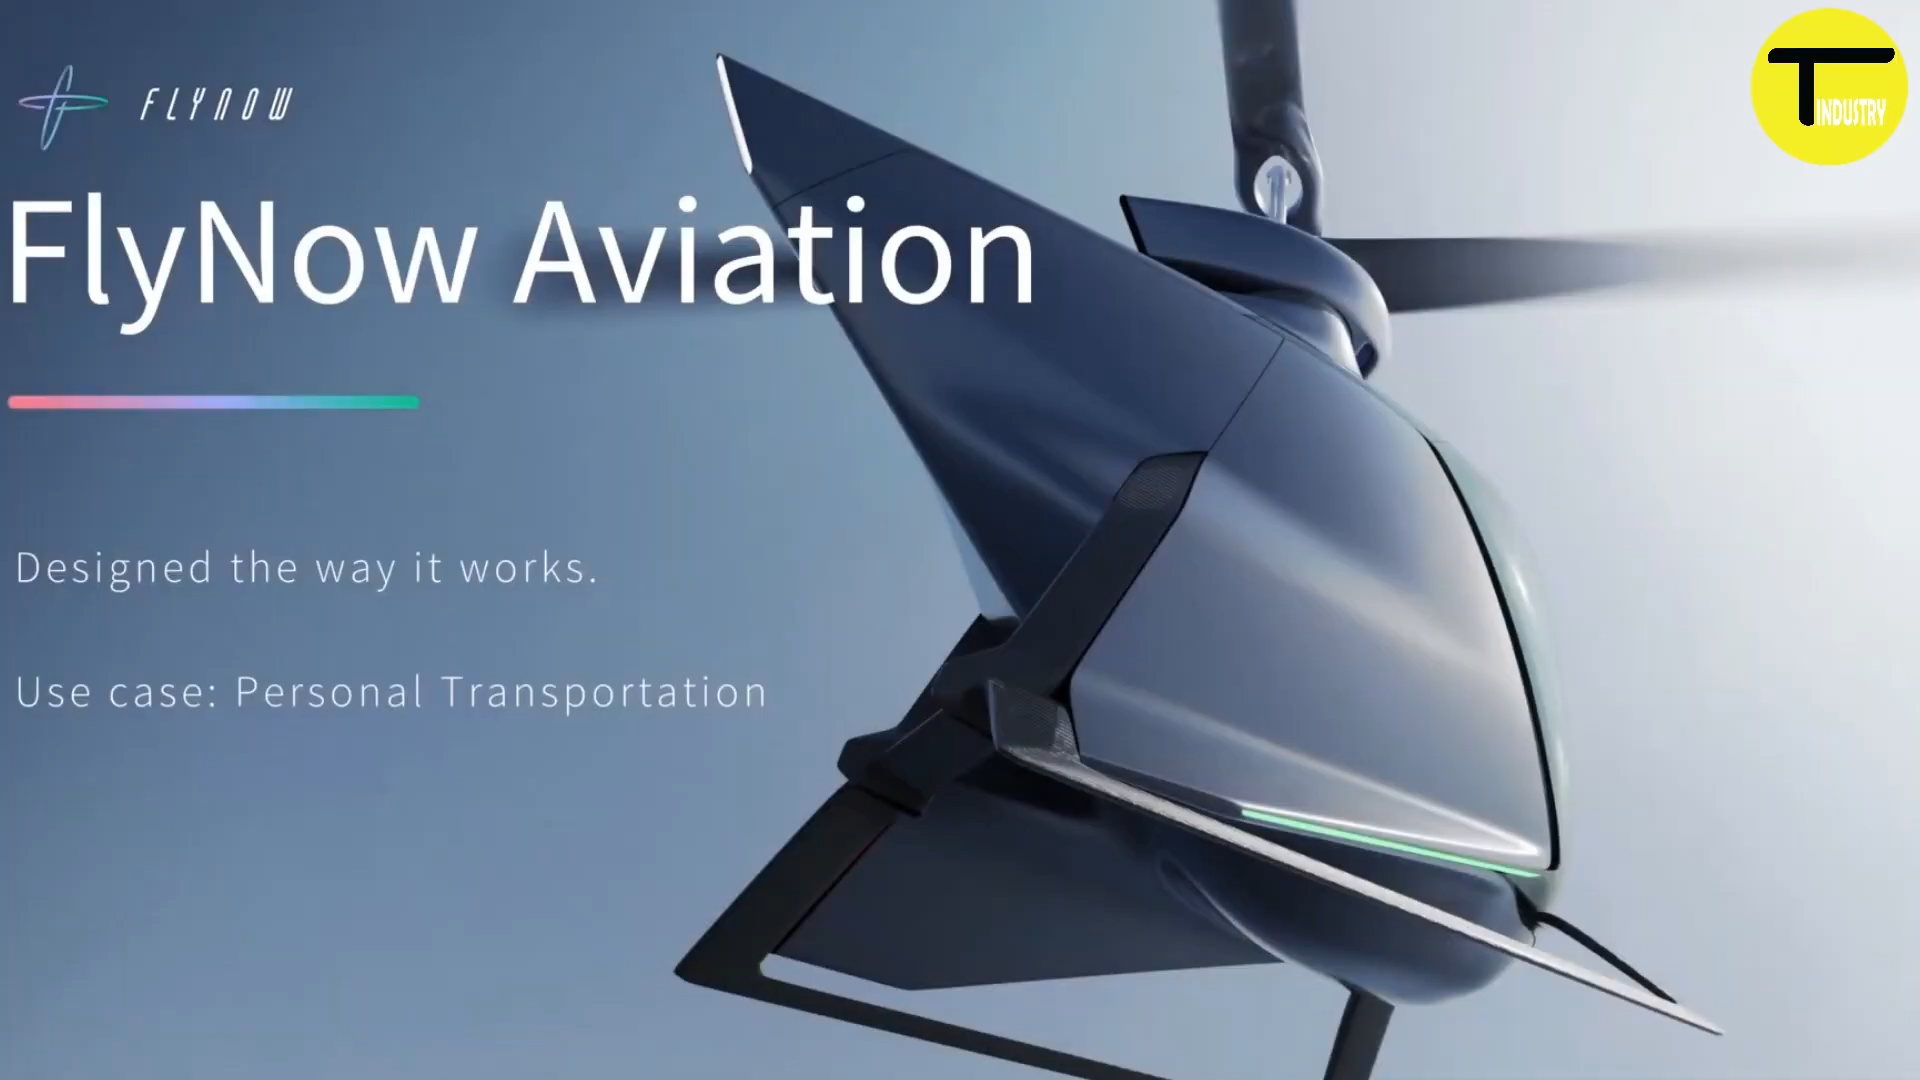 FLYNOW
FlyNow Aviation
Designed the way it works.
Use case: Personal Transportation
T INDUSTRY